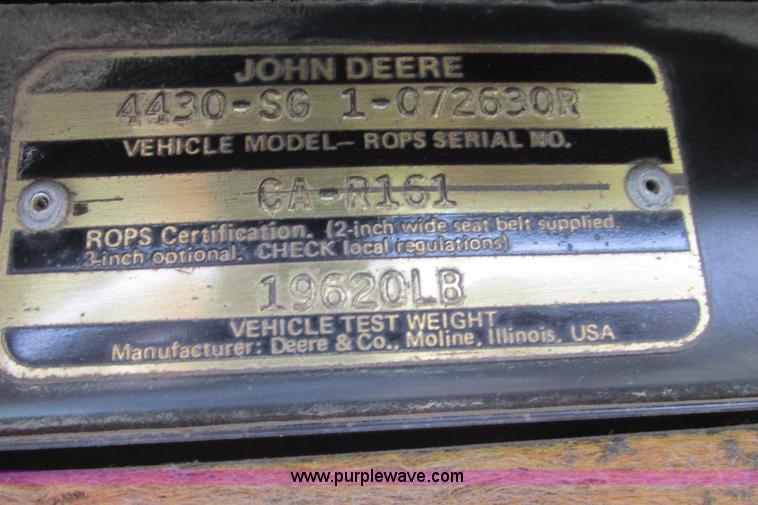 JOHN DEERE
4430-SG 1-072630R
VEHICLE MODEL- ROPS SERIAL NO.
CA-R161
ROPS Certification. (2-inch wide seat belt supplied.
3-inch optional. CHECK local regulations)
19620LB
VEHICLE TEST WEIGHT
Manufacturer: Deere & Co., Moline, Illinois, USA
www.purplewave.com